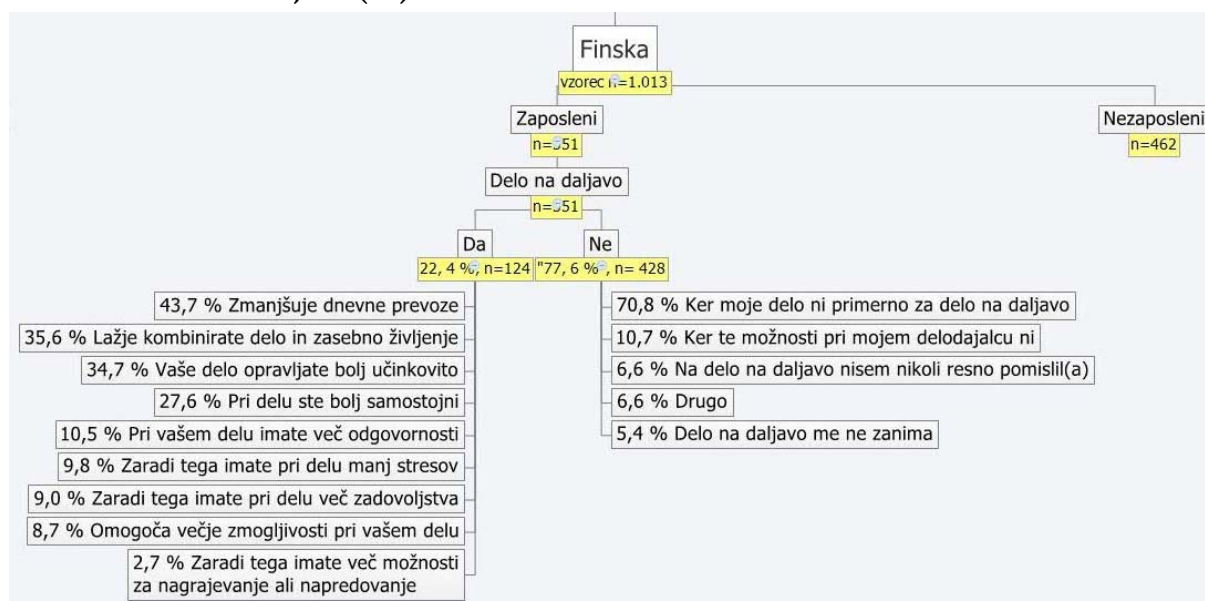 Finska
vzorec n=1.013
Zaposleni
n=551
Nezaposleni
n=462
Delo na daljavo
n=551
Da
22, 4 %, n=124
Ne
"77, 6 %", n= 428
43,7 % Zmanjšuje dnevne prevoze
35,6 % Lažje kombinirate delo in zasebno življenje
34,7 % Vaše delo opravljate bolj učinkovito
27,6 % Pri delu ste bolj samostojni
10,5 % Pri vašem delu imate več odgovornosti
9,8 % Zaradi tega imate pri delu manj stresov
9,0 % Zaradi tega imate pri delu več zadovoljstva
8,7 % Omogoča večje zmogljivosti pri vašem delu
2,7 % Zaradi tega imate več možnosti
za nagrajevanje ali napredovanje
70,8 % Ker moje delo ni primerno za delo na daljavo
10,7 % Ker te možnosti pri mojem delodajalcu ni
6,6 % Na delo na daljavo nisem nikoli resno pomislil(a)
6,6 % Drugo
5,4 % Delo na daljavo me ne zanima